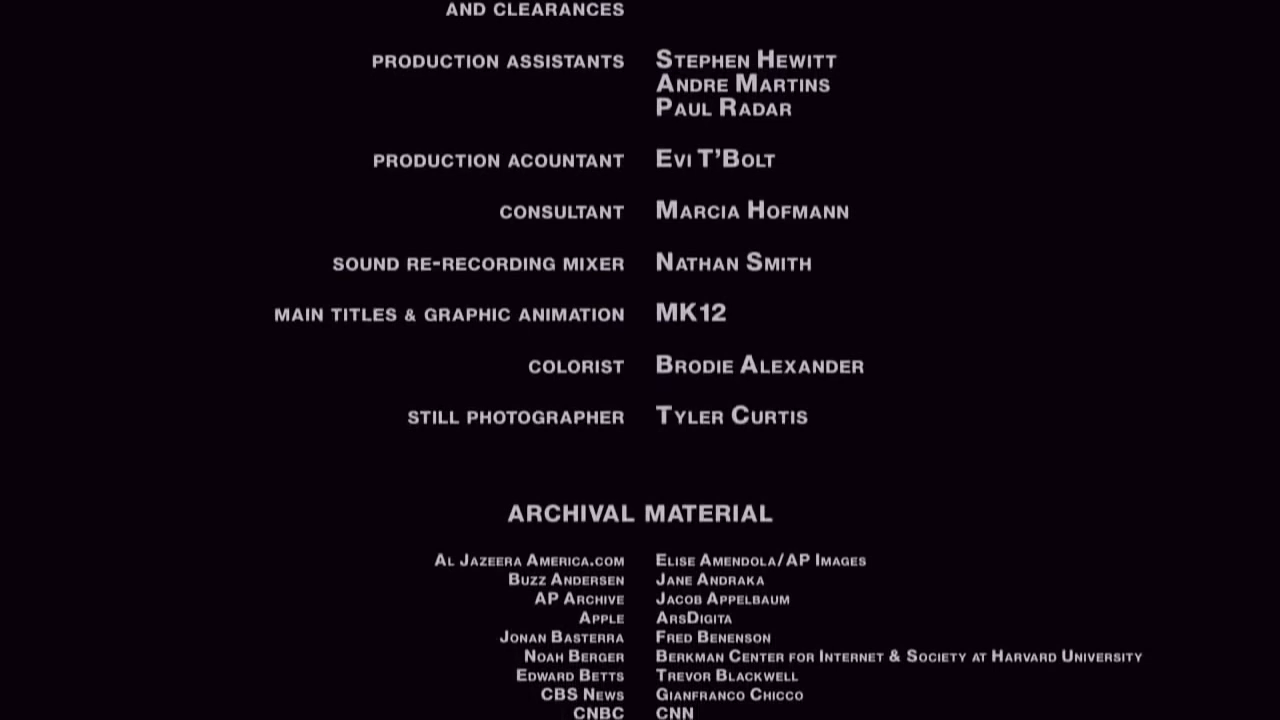 AND CLEARANCES
PRODUCTION ASSISTANTS STEPHEN HEWITT
ANDRE MARTINS
PAUL RADAR
PRODUCTION ACOUNTANT EVI T'BOLT
CONSULTANT MARCIA HOFMANN
SOUND RE-RECORDING MIXER NATHAN SMITH
MAIN TITLES & GRAPHIC ANIMATION MK12
COLORIST BRODIE ALEXANDER
STILL PHOTOGRAPHER TYLER CURTIS
ARCHIVAL MATERIAL
AL JAZEERA AMERICA.COM ELISE AMENDOLA/AP IMAGES
BUZZ ANDERSEN JANE ANDRAKA
AP ARCHIVE JACOB APPELBAUM
APPLE ARSDIGITA
JONAN BASTERRA FRED BENENSON
NOAH BERGER BERKMAN CENTER FOR INTERNET & SOCIETY AT HARVARD UNIVERSITY
EDWARD BETTS TREVOR BLACKWELL
CBS NEWS GIANFRANCO CHICCO
CNBC CNN